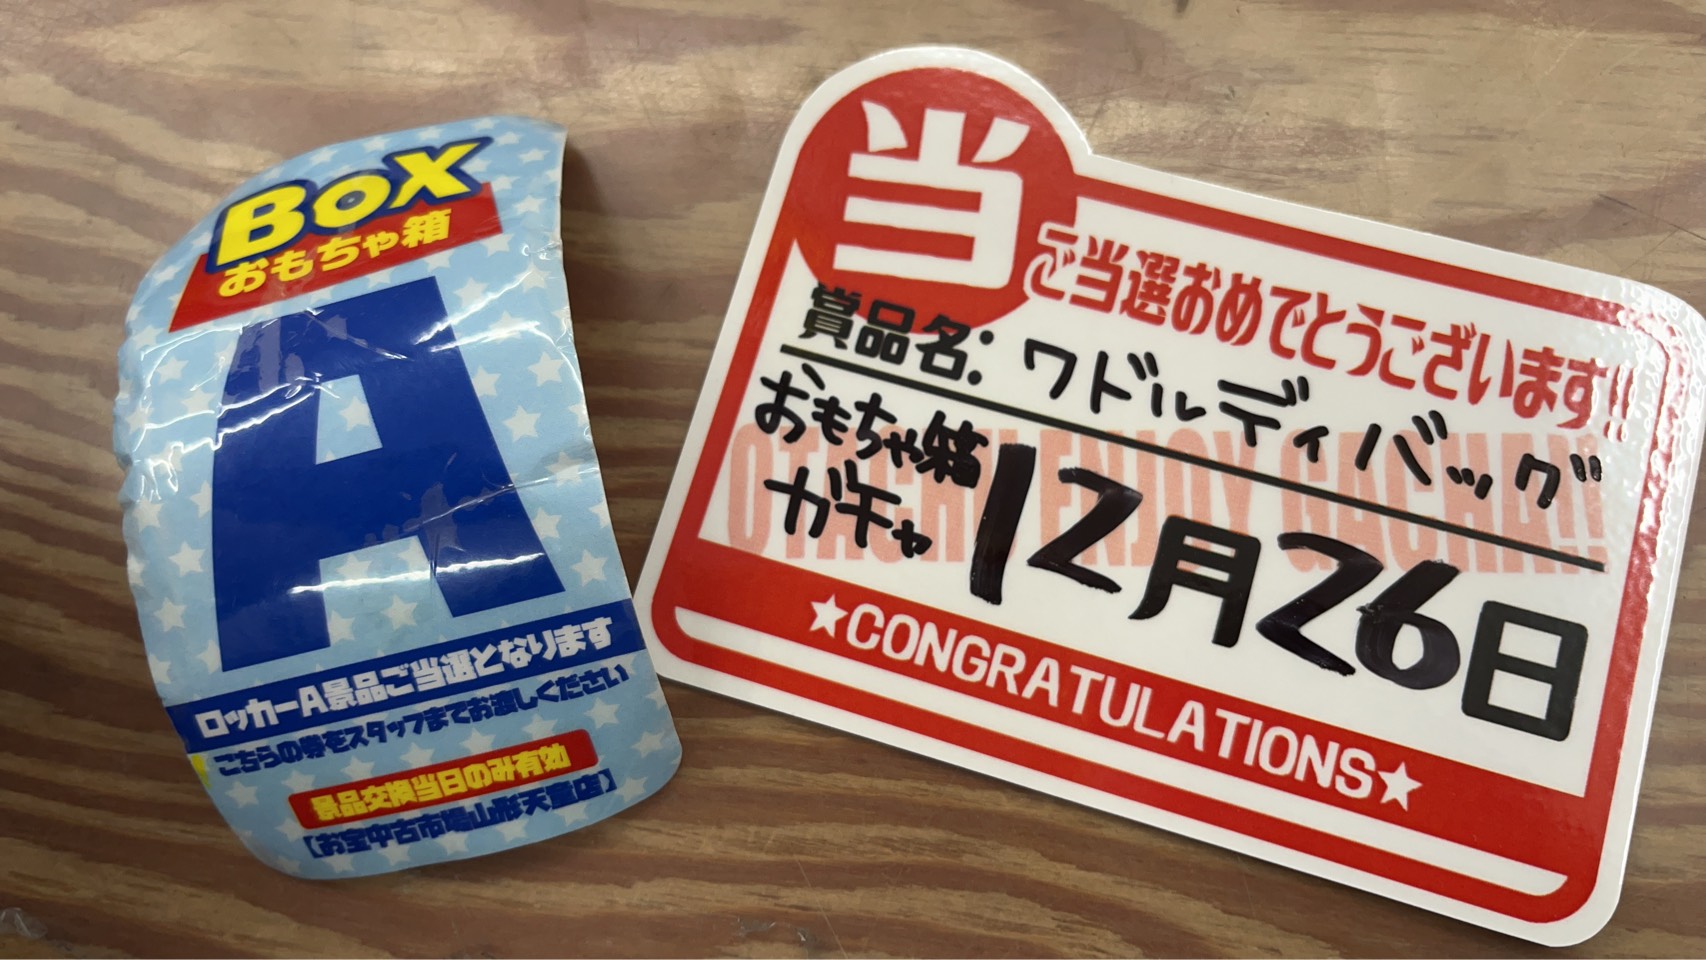 BOX
おもちゃ箱
A
ロッカーA景品ご当選となります
こちらの券をスタッフまでお渡しください
景品交換当日のみ有効
【お宝中古市場山形天童店】
当
ご当選おめでとうございます!!
賞品名:ワドルディバッグ
おもちゃ箱
ガチャ
12月26日
OTACHU ENJOY GACHA!!
★CONGRATULATIONS★